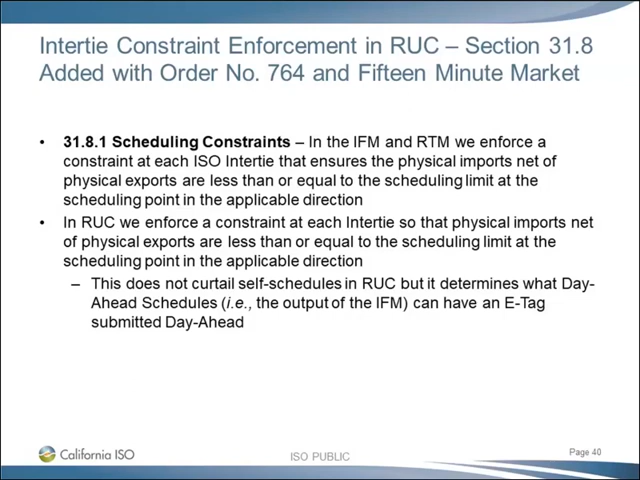 Intertie Constraint Enforcement in RUC – Section 31.8
Added with Order No. 764 and Fifteen Minute Market
• 31.8.1 Scheduling Constraints – In the IFM and RTM we enforce a
constraint at each ISO Intertie that ensures the physical imports net of
physical exports are less than or equal to the scheduling limit at the
scheduling point in the applicable direction
• In RUC we enforce a constraint at each Intertie so that physical imports net
of physical exports are less than or equal to the scheduling limit at the
scheduling point in the applicable direction
– This does not curtail self-schedules in RUC but it determines what Day-
Ahead Schedules (i.e., the output of the IFM) can have an E-Tag
submitted Day-Ahead
California ISO
ISO PUBLIC
Page 40